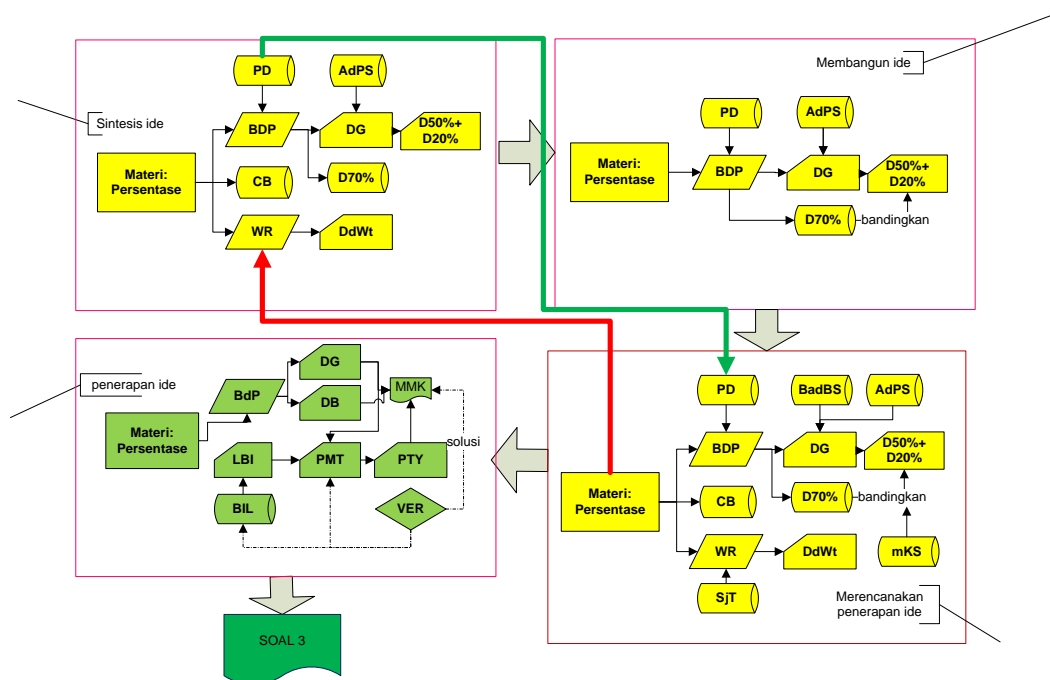 PD
AdPS
Sintesis ide
BDP
DG
D50%+
D20%
Materi:
Persentase
CB
D70%
WR
DdWt
Membangun ide
PD
AdPS
Materi:
Persentase
BDP
DG
D50%+
D20%
D70%
bandingkan
penerapan ide
DG
BdP
MMK
DB
Materi:
Persentase
solusi
LBI
PMT
PTY
BIL
VER
SOAL 3
PD
BadBS
AdPS
BDP
DG
D50%+
D20%
Materi:
Persentase
CB
D70%
bandingkan
WR
DdWt
mKS
SjT
Merencanakan
penerapan ide